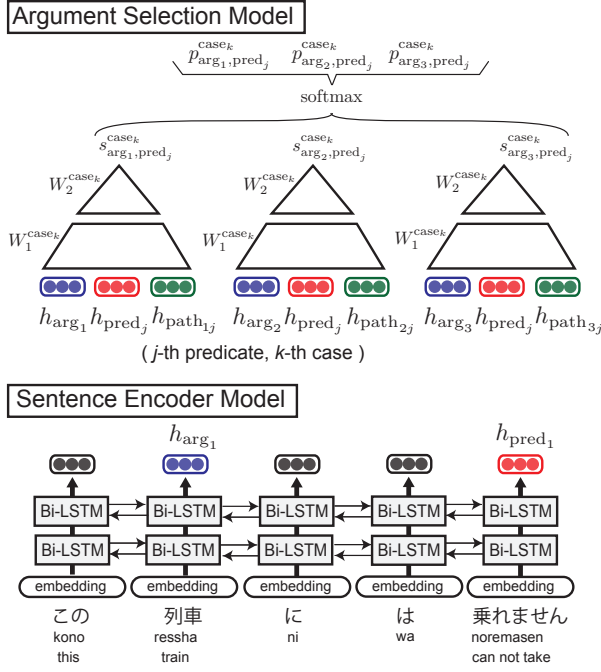 Argument Selection Model
p^{case_k}_{arg_1,pred_j} p^{case_k}_{arg_2,pred_j} p^{case_k}_{arg_3,pred_j}
softmax
s^{case_k}_{arg_1,pred_j} s^{case_k}_{arg_2,pred_j} s^{case_k}_{arg_3,pred_j}
W_2^{case_k} W_2^{case_k} W_2^{case_k}
W_1^{case_k} W_1^{case_k} W_1^{case_k}
h_{arg_1} h_{pred_j} h_{path_{1j}} h_{arg_2} h_{pred_j} h_{path_{2j}} h_{arg_3} h_{pred_j} h_{path_{3j}}
( j-th predicate, k-th case )
Sentence Encoder Model
h_{arg_1} h_{pred_1}
Bi-LSTM Bi-LSTM Bi-LSTM Bi-LSTM Bi-LSTM
Bi-LSTM Bi-LSTM Bi-LSTM Bi-LSTM Bi-LSTM
embedding embedding embedding embedding embedding
この 列車 に は 乗れません
kono ressha ni wa noremasen
this train can not take